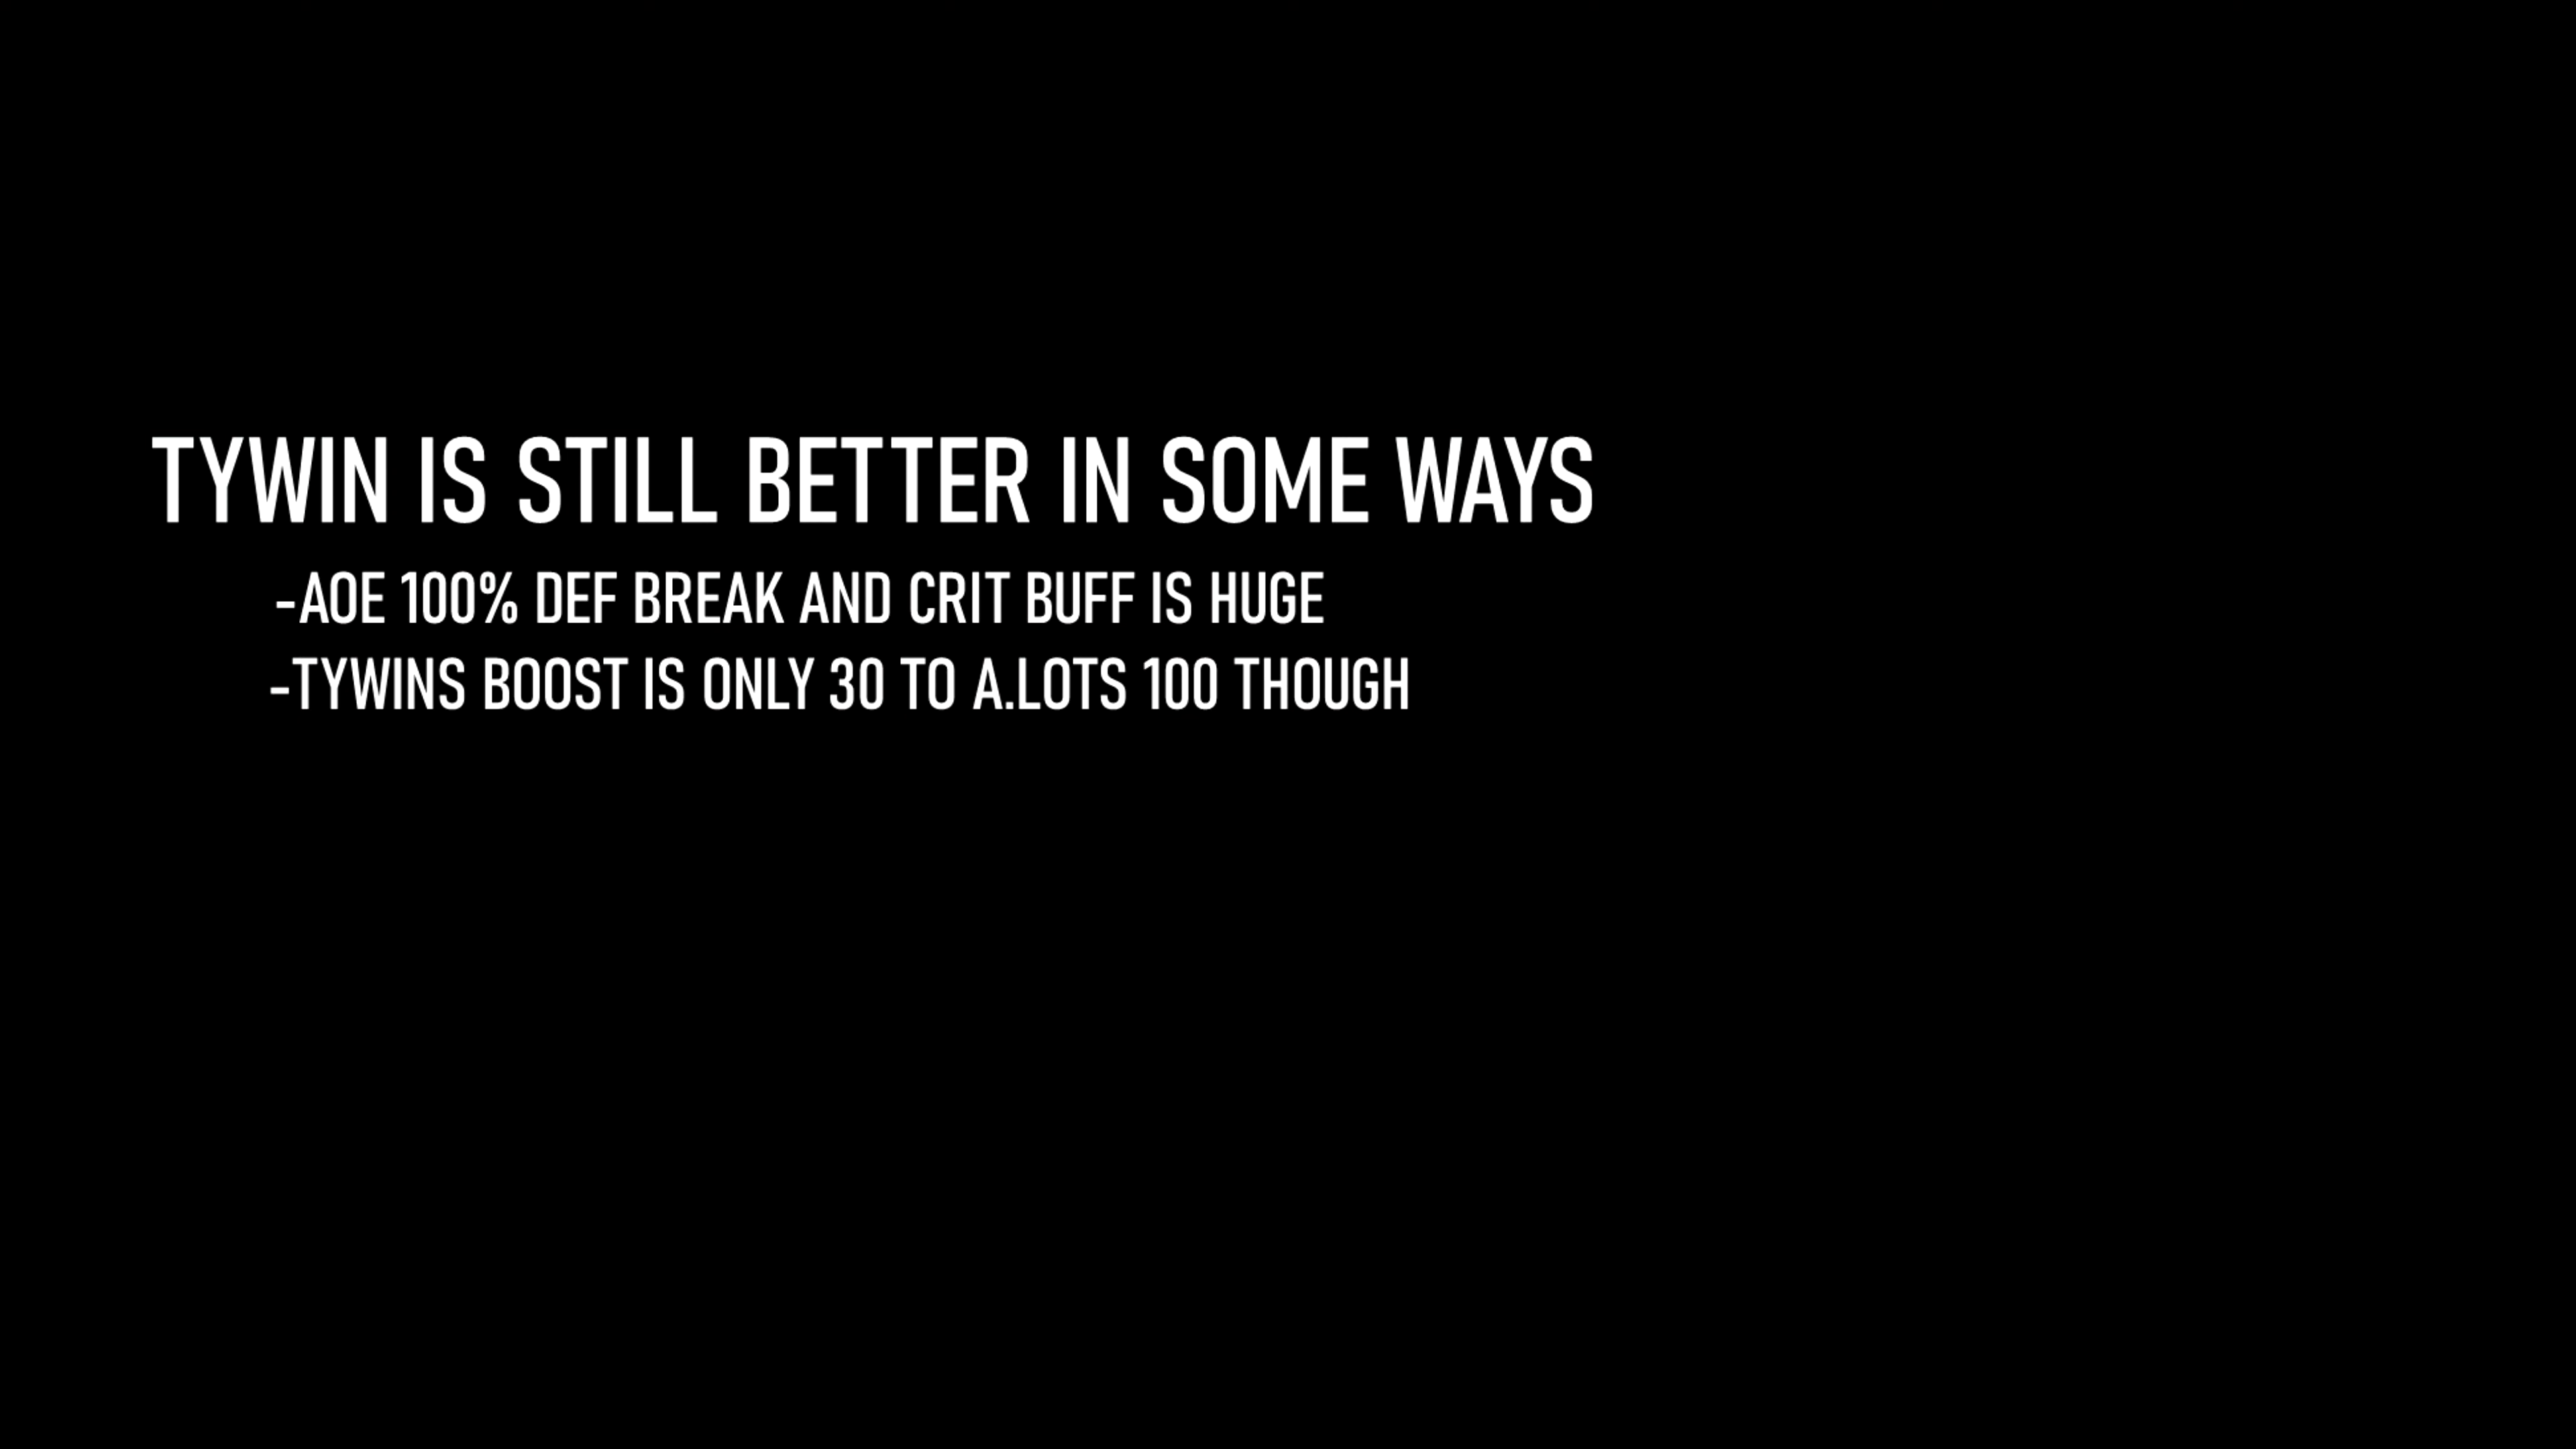 TYWIN IS STILL BETTER IN SOME WAYS
-AOE 100% DEF BREAK AND CRIT BUFF IS HUGE
-TYWINS BOOST IS ONLY 30 TO A.LOTS 100 THOUGH